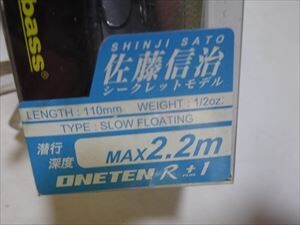 bass
SHINJI SATO
佐藤信治
シークレットモデル
LENGTH : 110mm WEIGHT : 1/2oz.
TYPE : SLOW FLOATING
潜行
深度
MAX2.2m
ONETEN-R +1